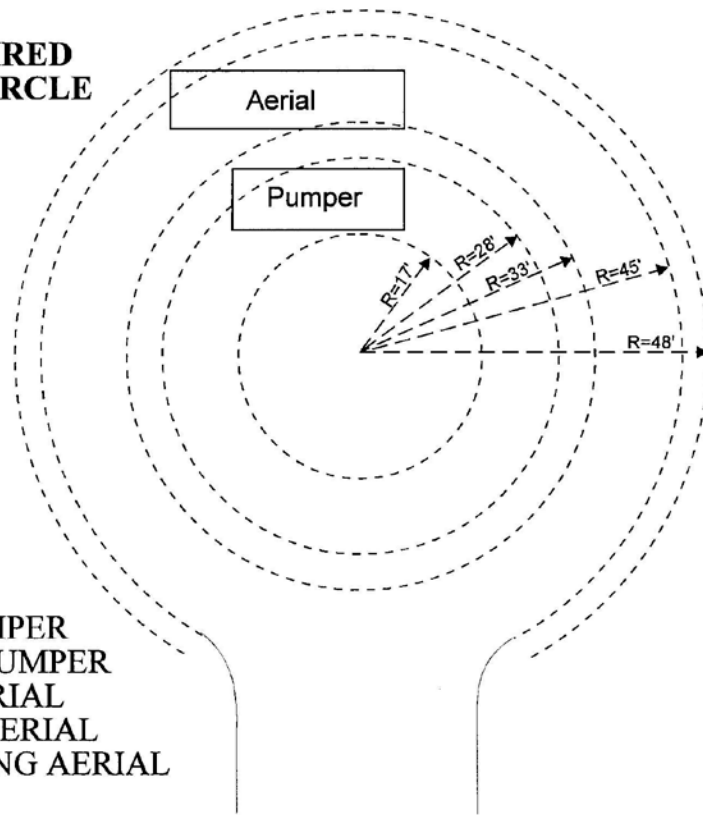 RED
RCLE
Aerial
Pumper
R=17'
R=28'
R=33'
R=45'
R=48'
PER
UMPER
RIAL
ERIAL
NG AERIAL